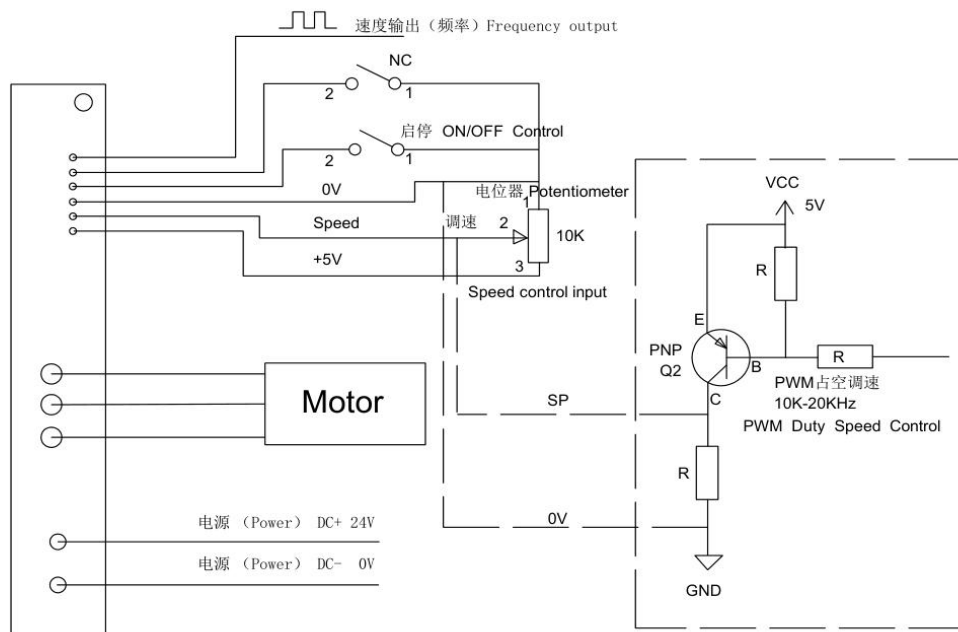 速度输出（频率）Frequency output
NC
2 1
启停 ON/OFF Control
2 1
0V
电位器 Potentiometer
1
Speed
调速
2
10K
+5V
3
Speed control input
VCC
5V
R
E
PNP
Q2
B
R
C
PWM占空调速
10K-20KHz
PWM Duty Speed Control
Motor
SP
R
0V
GND
电源 （Power） DC+ 24V
电源 （Power） DC- 0V